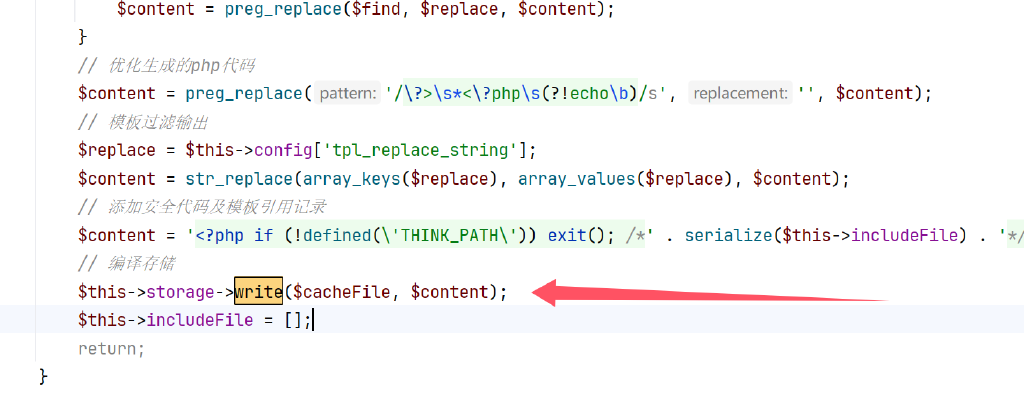 $content = preg_replace($find, $replace, $content);
}
// 优化生成的php代码
$content = preg_replace( pattern: '/\?>\s*<\?php\s(?!echo\b)/s', replacement: '', $content);
// 模板过滤输出
$replace = $this->config['tpl_replace_string'];
$content = str_replace(array_keys($replace), array_values($replace), $content);
// 添加安全代码及模板引用记录
$content = '<?php if (!defined(\'THINK_PATH\')) exit(); /*' . serialize($this->includeFile) . '*/
// 编译存储
$this->storage->write($cacheFile, $content);
$this->includeFile = [];
return;
}